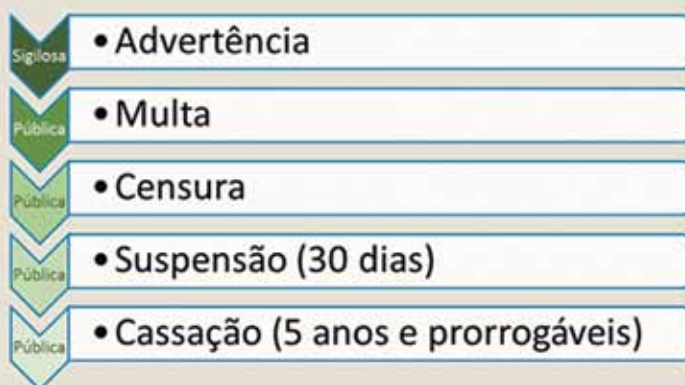 Sigilosa
• Advertência
Pública
• Multa
Pública
• Censura
Pública
• Suspensão (30 dias)
Pública
• Cassação (5 anos e prorrogáveis)